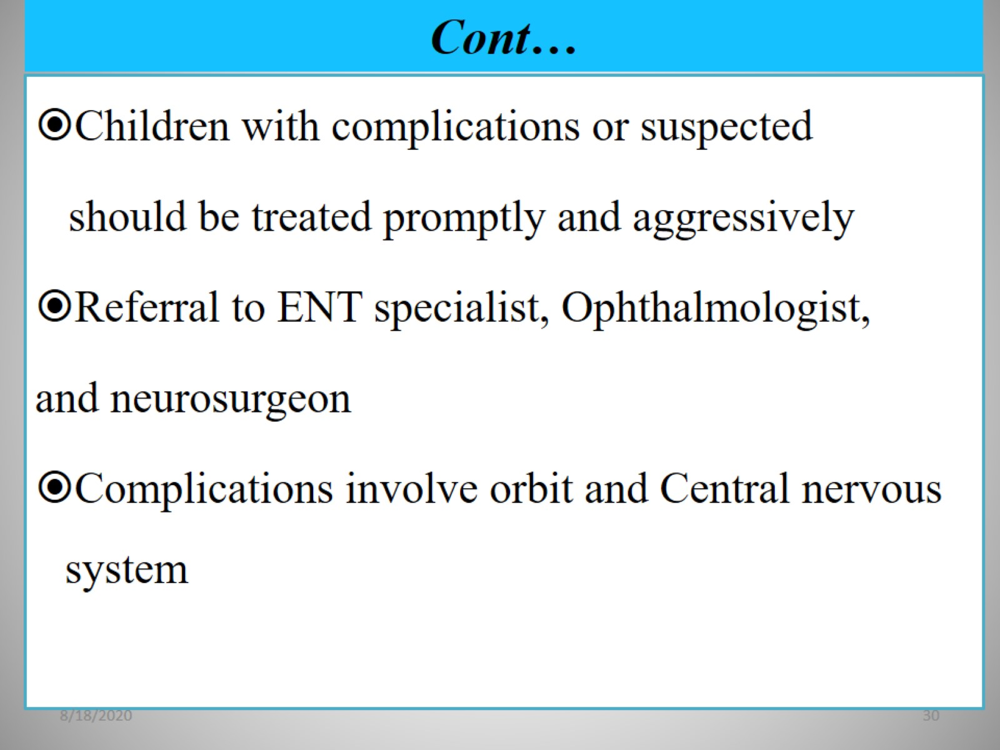 Cont…
⦿Children with complications or suspected
should be treated promptly and aggressively
⦿Referral to ENT specialist, Ophthalmologist,
and neurosurgeon
⦿Complications involve orbit and Central nervous
system
8/18/2020
30